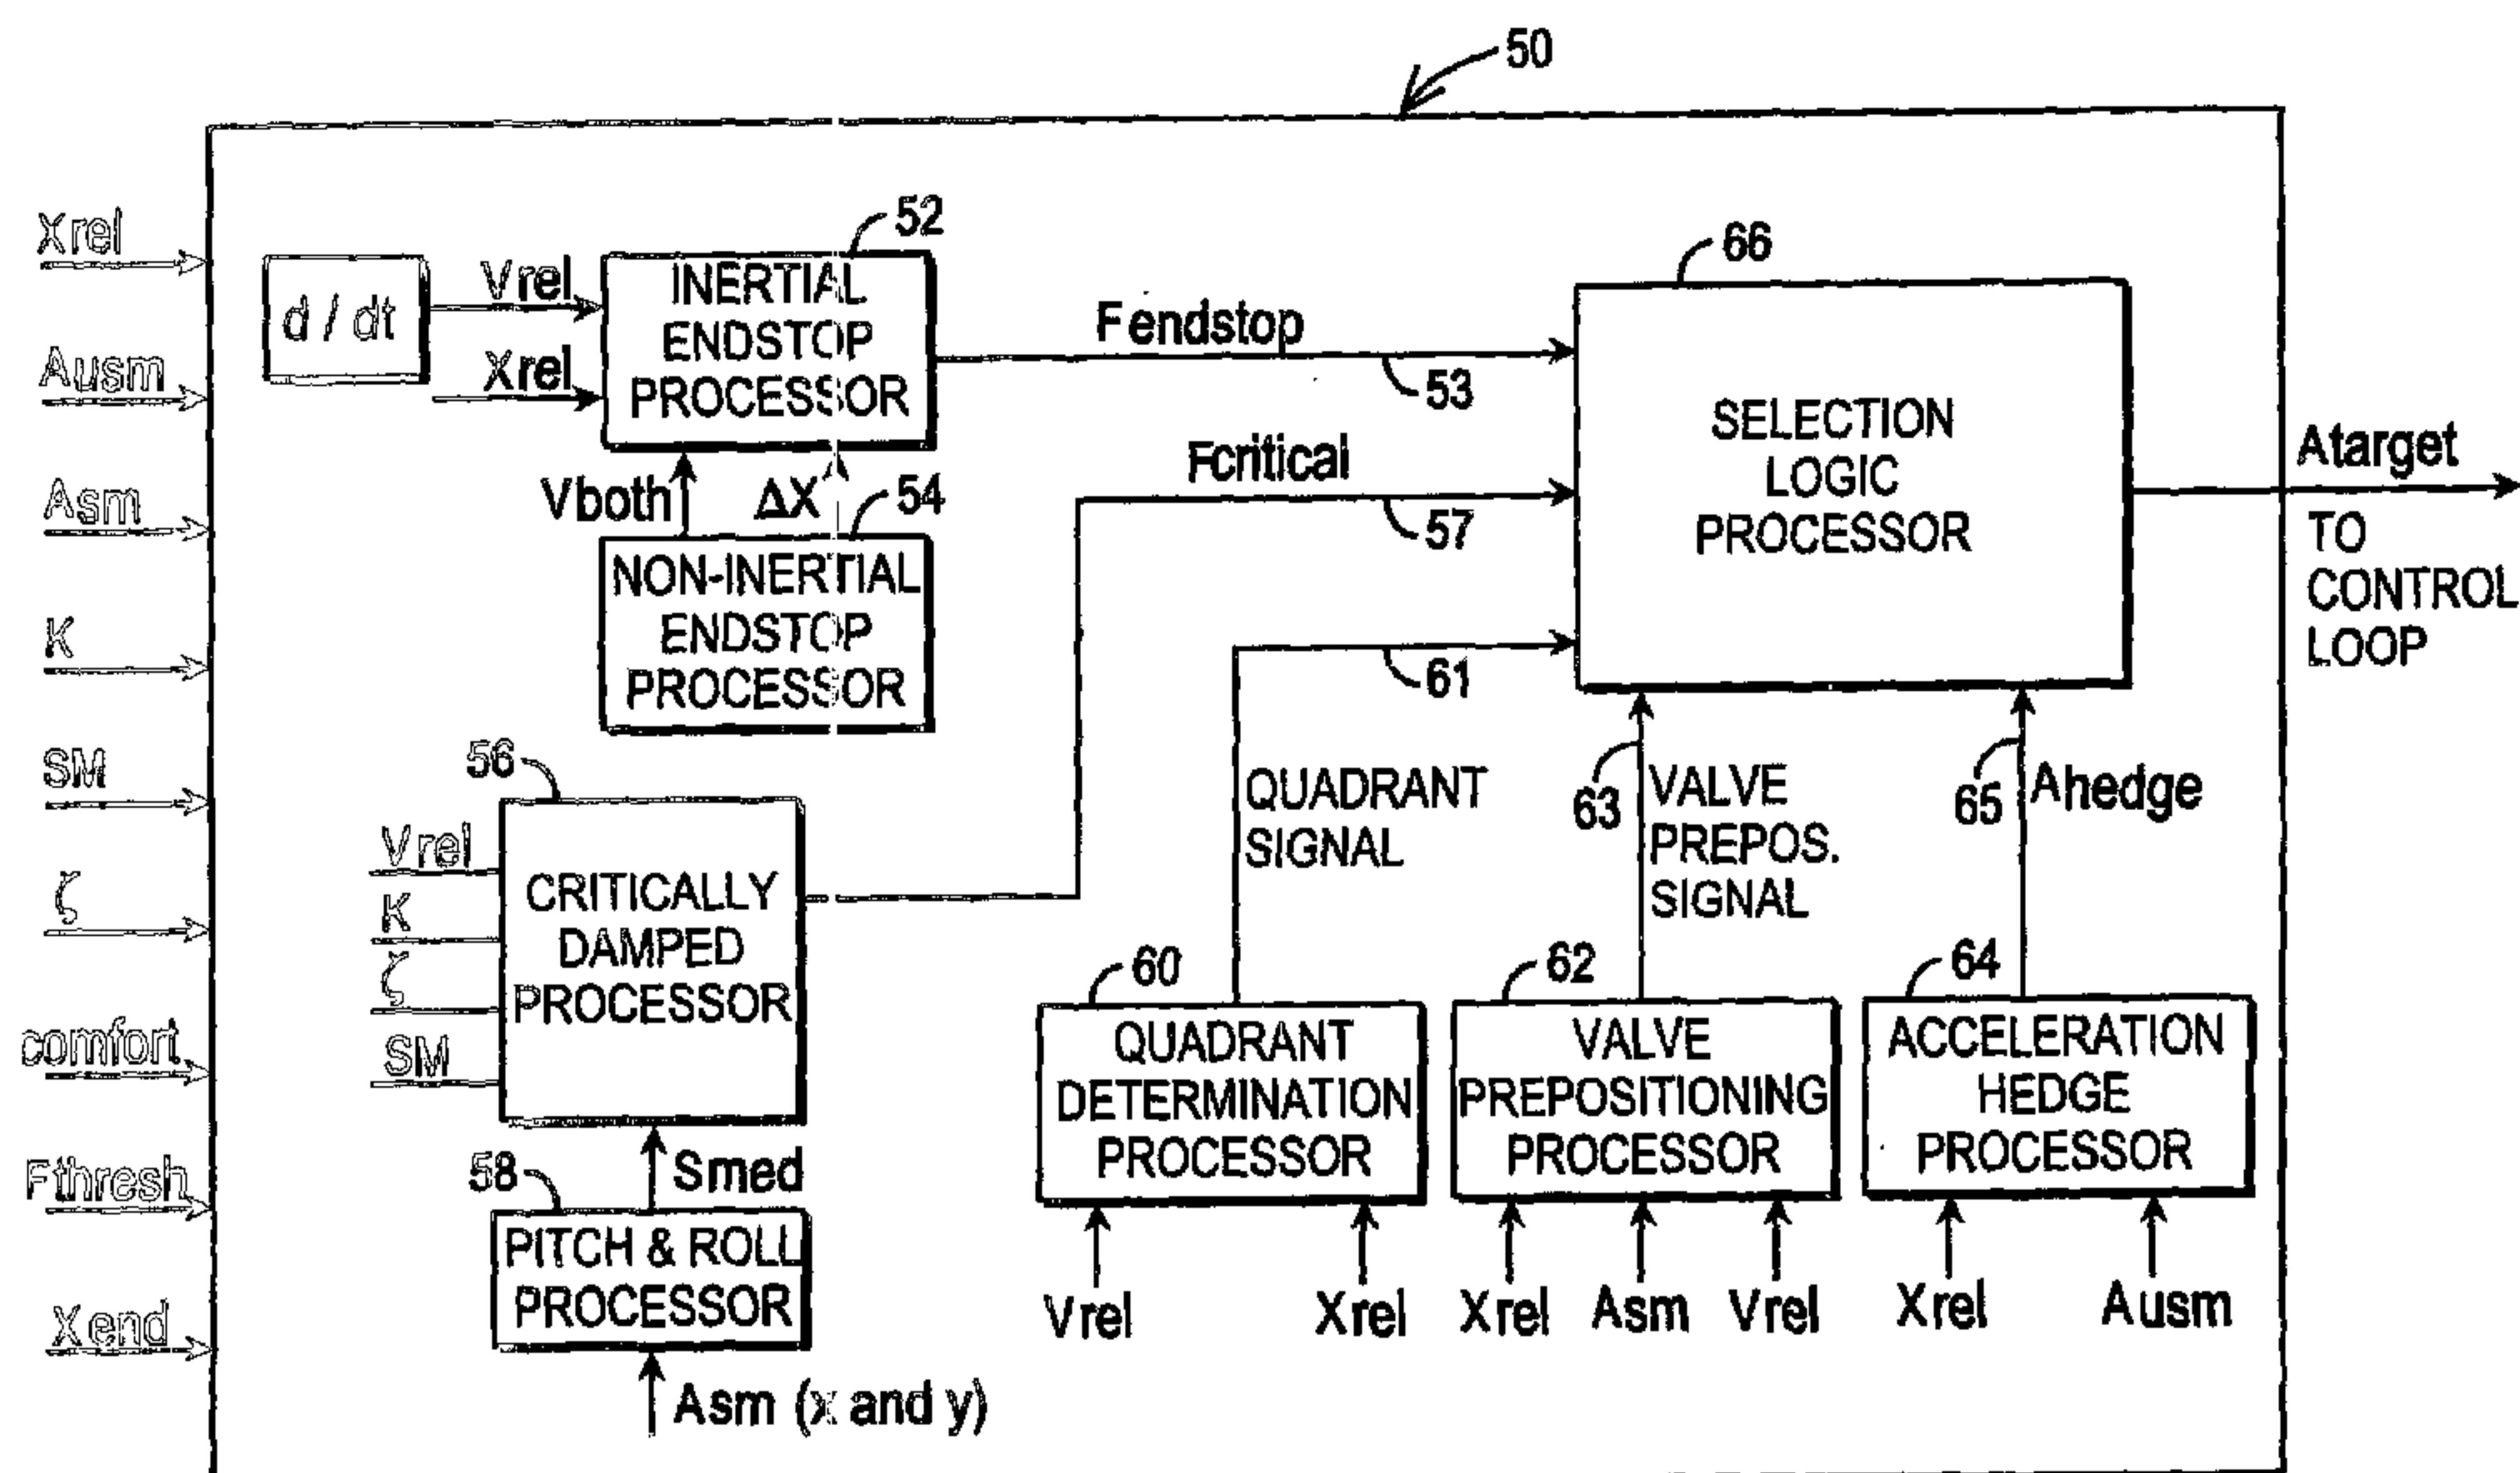 50
Xrel
Ausm
Asm
K
SM
ζ
comfort
Fthresh
Xend
d / dt
Vrel
Xrel
52
INERTIAL
ENDSTOP
PROCESSOR
Vboth
ΔX
54
NON-INERTIAL
ENDSTOP
PROCESSOR
Fendstop
53
Fcritical
57
61
66
SELECTION
LOGIC
PROCESSOR
Atarget
TO
CONTROL
LOOP
56
Vrel
K
ζ
SM
CRITICALLY
DAMPED
PROCESSOR
58
Smed
PITCH & ROLL
PROCESSOR
Asm (x and y)
QUADRANT
SIGNAL
63
VALVE
PREPOS.
SIGNAL
65
Ahedge
60
QUADRANT
DETERMINATION
PROCESSOR
Vrel
Xrel
62
VALVE
PREPOSITIONING
PROCESSOR
Xrel
Asm
Vrel
64
ACCELERATION
HEDGE
PROCESSOR
Xrel
Ausm